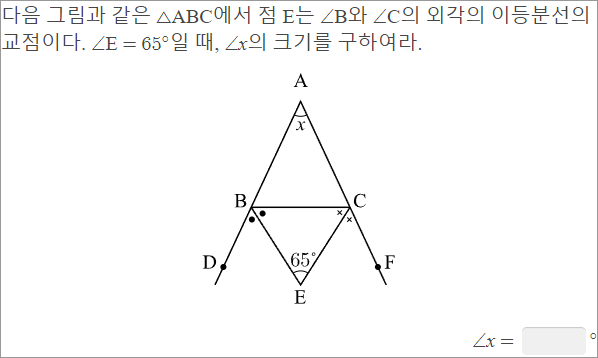 다음 그림과 같은 △ABC에서 점 E는 ∠B와 ∠C의 외각의 이등분선의
교점이다. ∠E = 65°일 때, ∠x의 크기를 구하여라.
A
x
B
C
D
65°
F
E
∠x = °